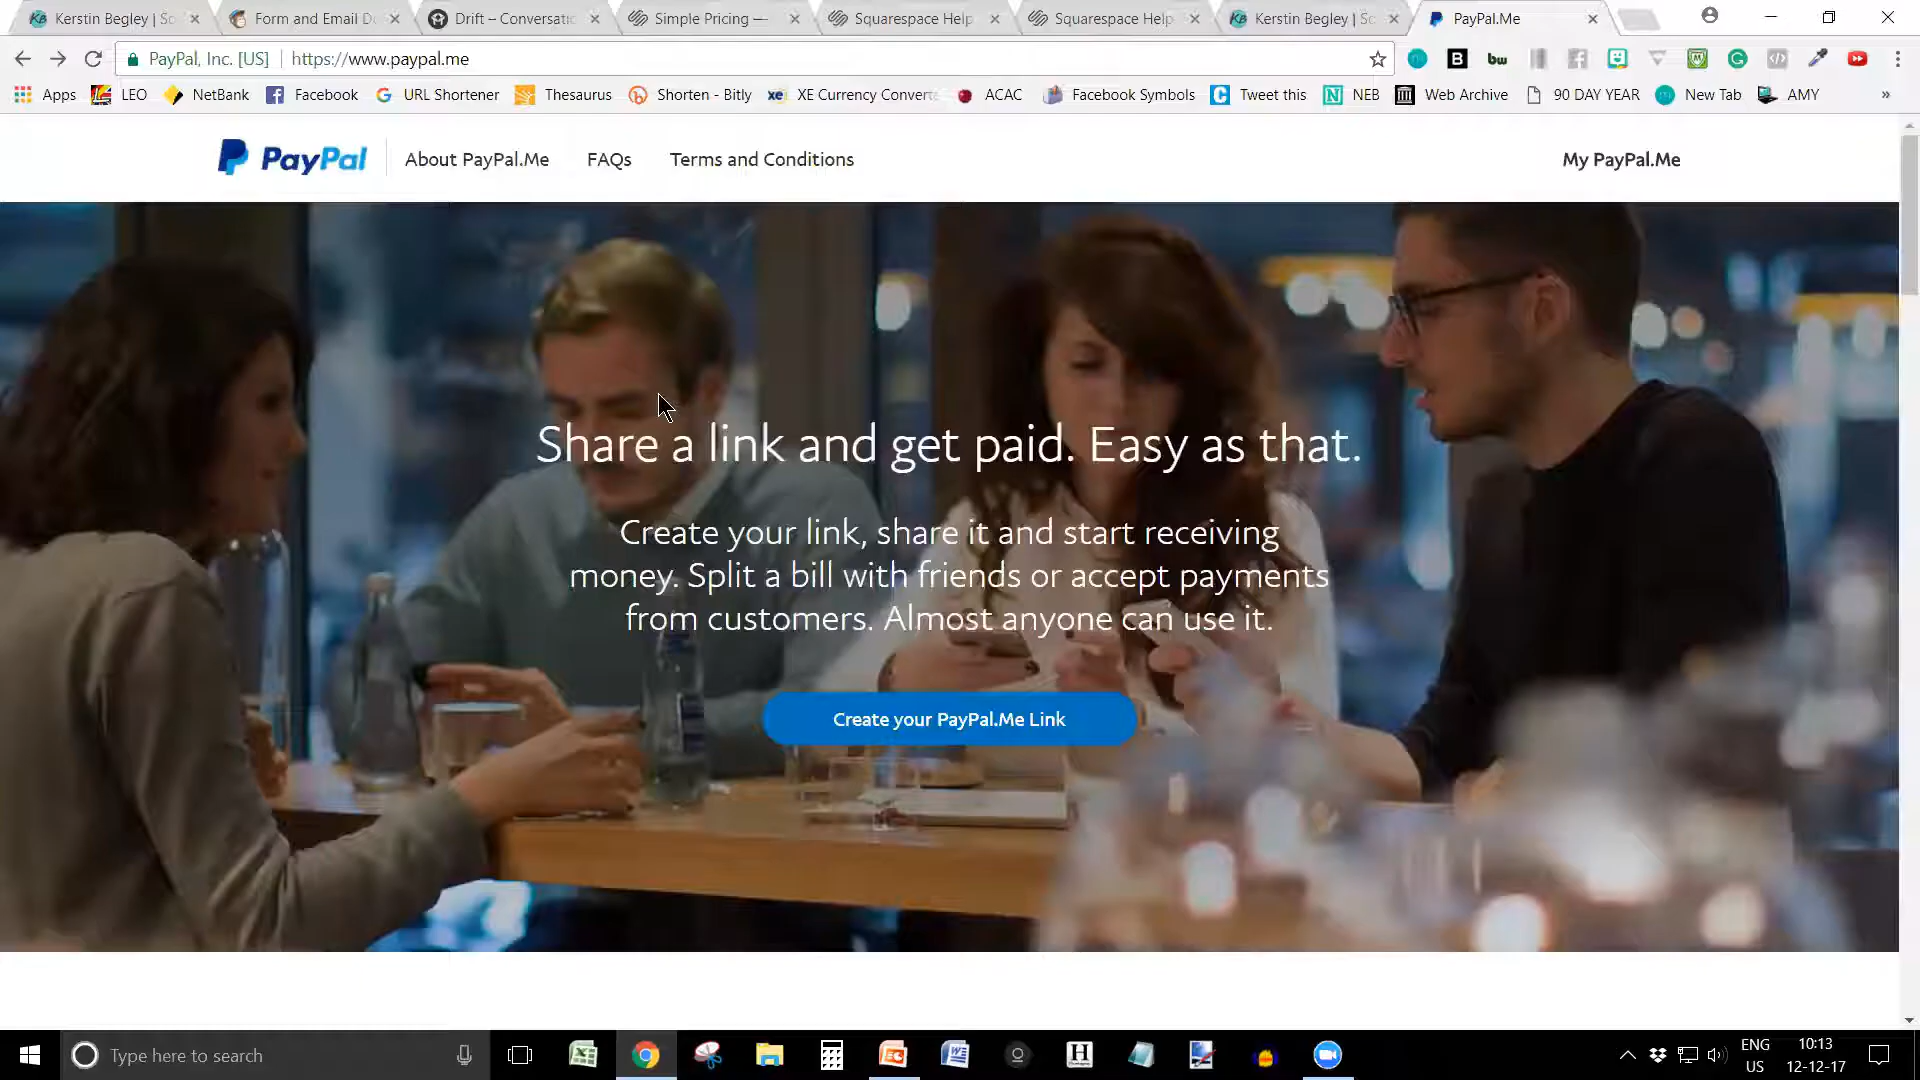 Kerstin Begley | Sc
Form and Email D
Drift – Conversatio
Simple Pricing —
Squarespace Help
Squarespace Help
Kerstin Begley | Sc
PayPal.Me
PayPal, Inc. [US]
https://www.paypal.me
B
bw
Apps
LEO
NetBank
Facebook
URL Shortener
Thesaurus
Shorten - Bitly
XE Currency Converte
ACAC
Facebook Symbols
Tweet this
NEB
Web Archive
90 DAY YEAR
New Tab
AMY
»
PayPal
About PayPal.Me
FAQs
Terms and Conditions
My PayPal.Me
Share a link and get paid. Easy as that.
Create your link, share it and start receiving
money. Split a bill with friends or accept payments
from customers. Almost anyone can use it.
Create your PayPal.Me Link
Type here to search
ENG
US
10:13
12-12-17